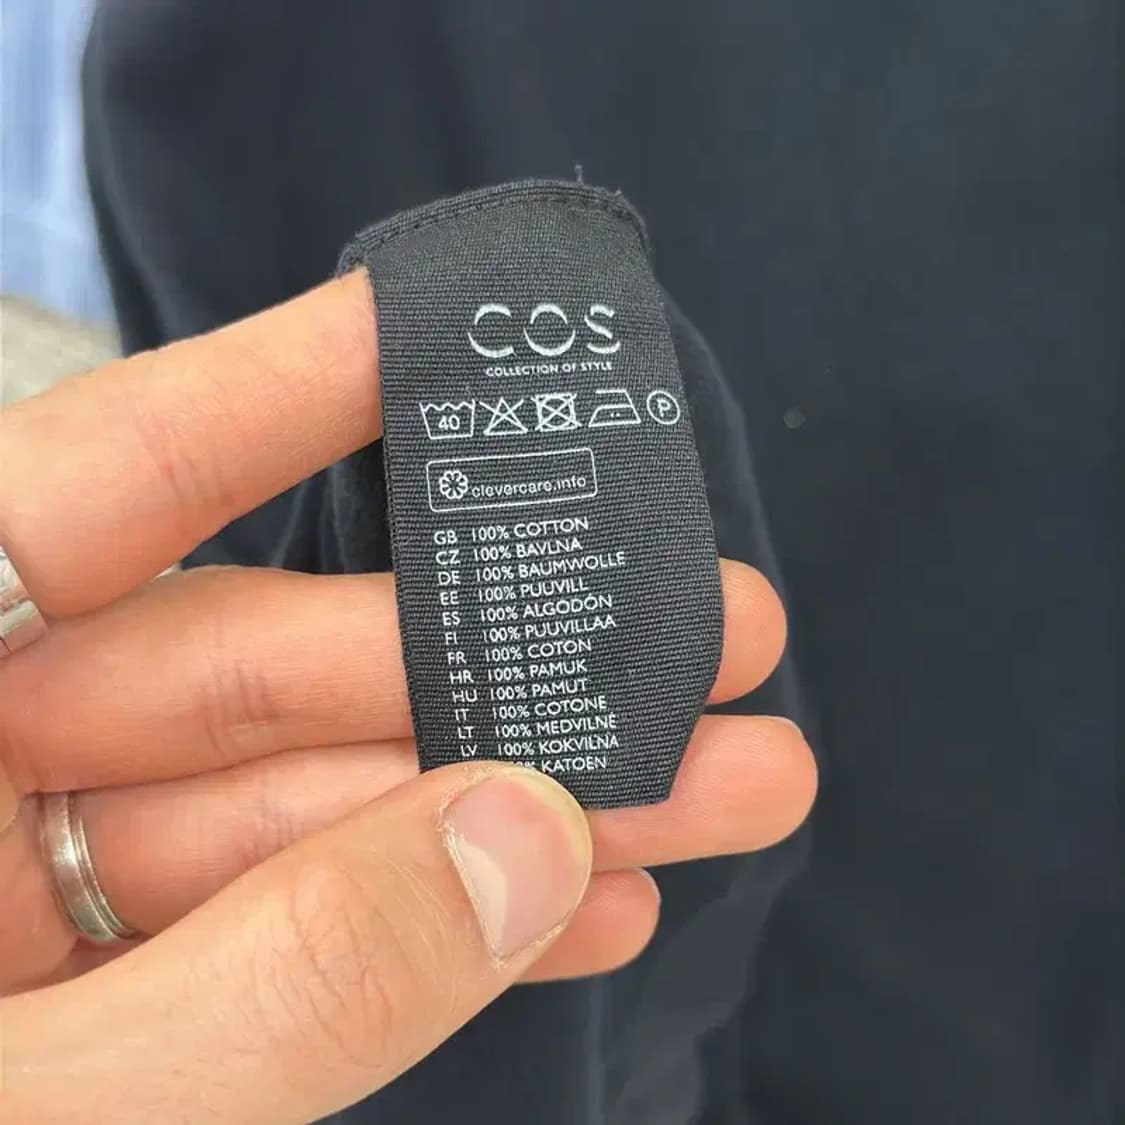 COS
COLLECTION OF STYLE
40 P
clevercare.info
GB 100% COTTON
CZ 100% BAVLNA
DE 100% BAUMWOLLE
EE 100% PUUVILL
ES 100% ALGODÓN
FI 100% PUUVILLAA
FR 100% COTON
HR 100% PAMUK
HU 100% PAMUT
IT 100% COTONE
LT 100% MEDVILNĖ
LV 100% KOKVILNA
KATOEN